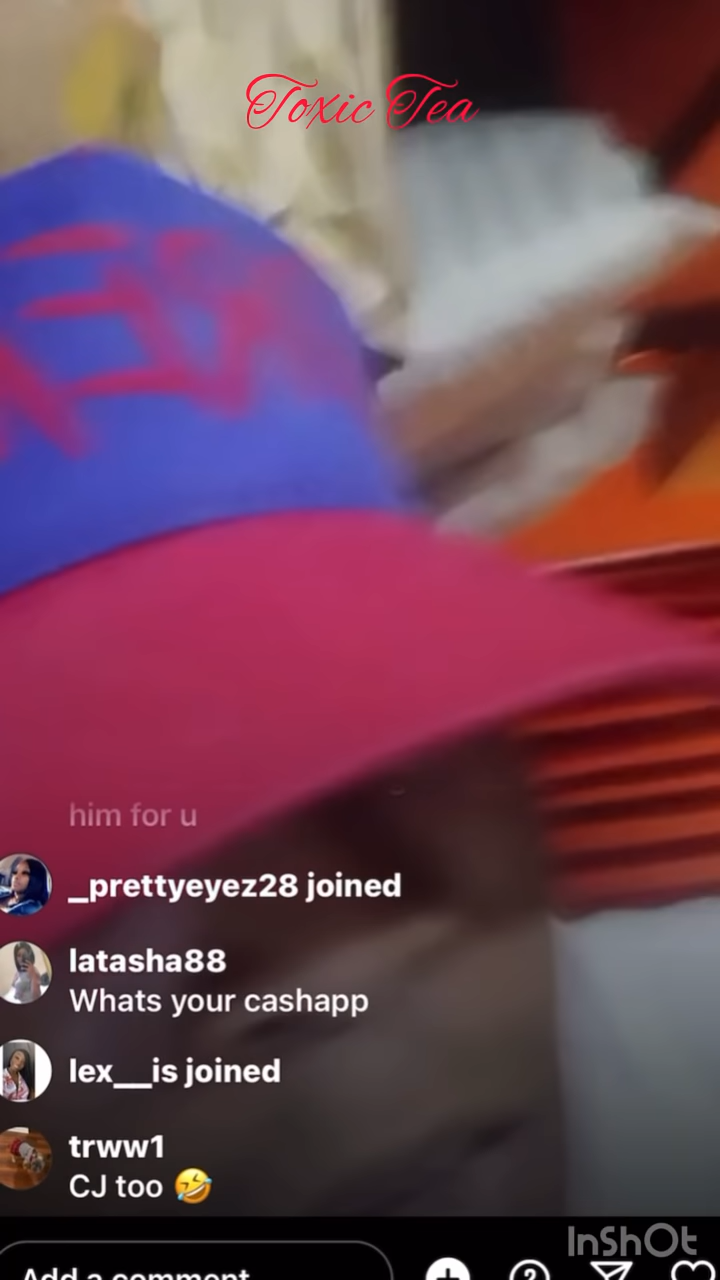 Toxic Tea
him for u
_prettyeyez28 joined
latasha88
Whats your cashapp
lex__is joined
trww1
CJ too 🤣
InShOt
Add a comment